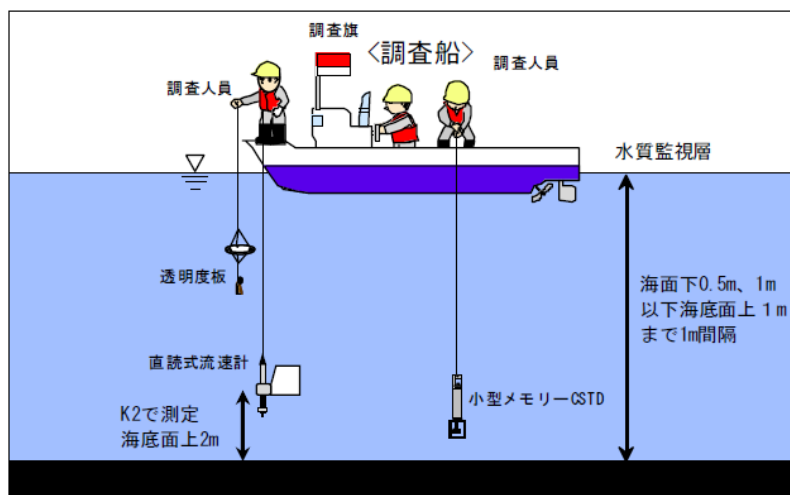 調査旗
<調査船>
調査人員
調査人員
水質監視層
透明度板
海面下0.5m、1m
以下海底面上1m
まで1m間隔
直読式流速計
小型メモリーCSTD
K2で測定
海底面上2m